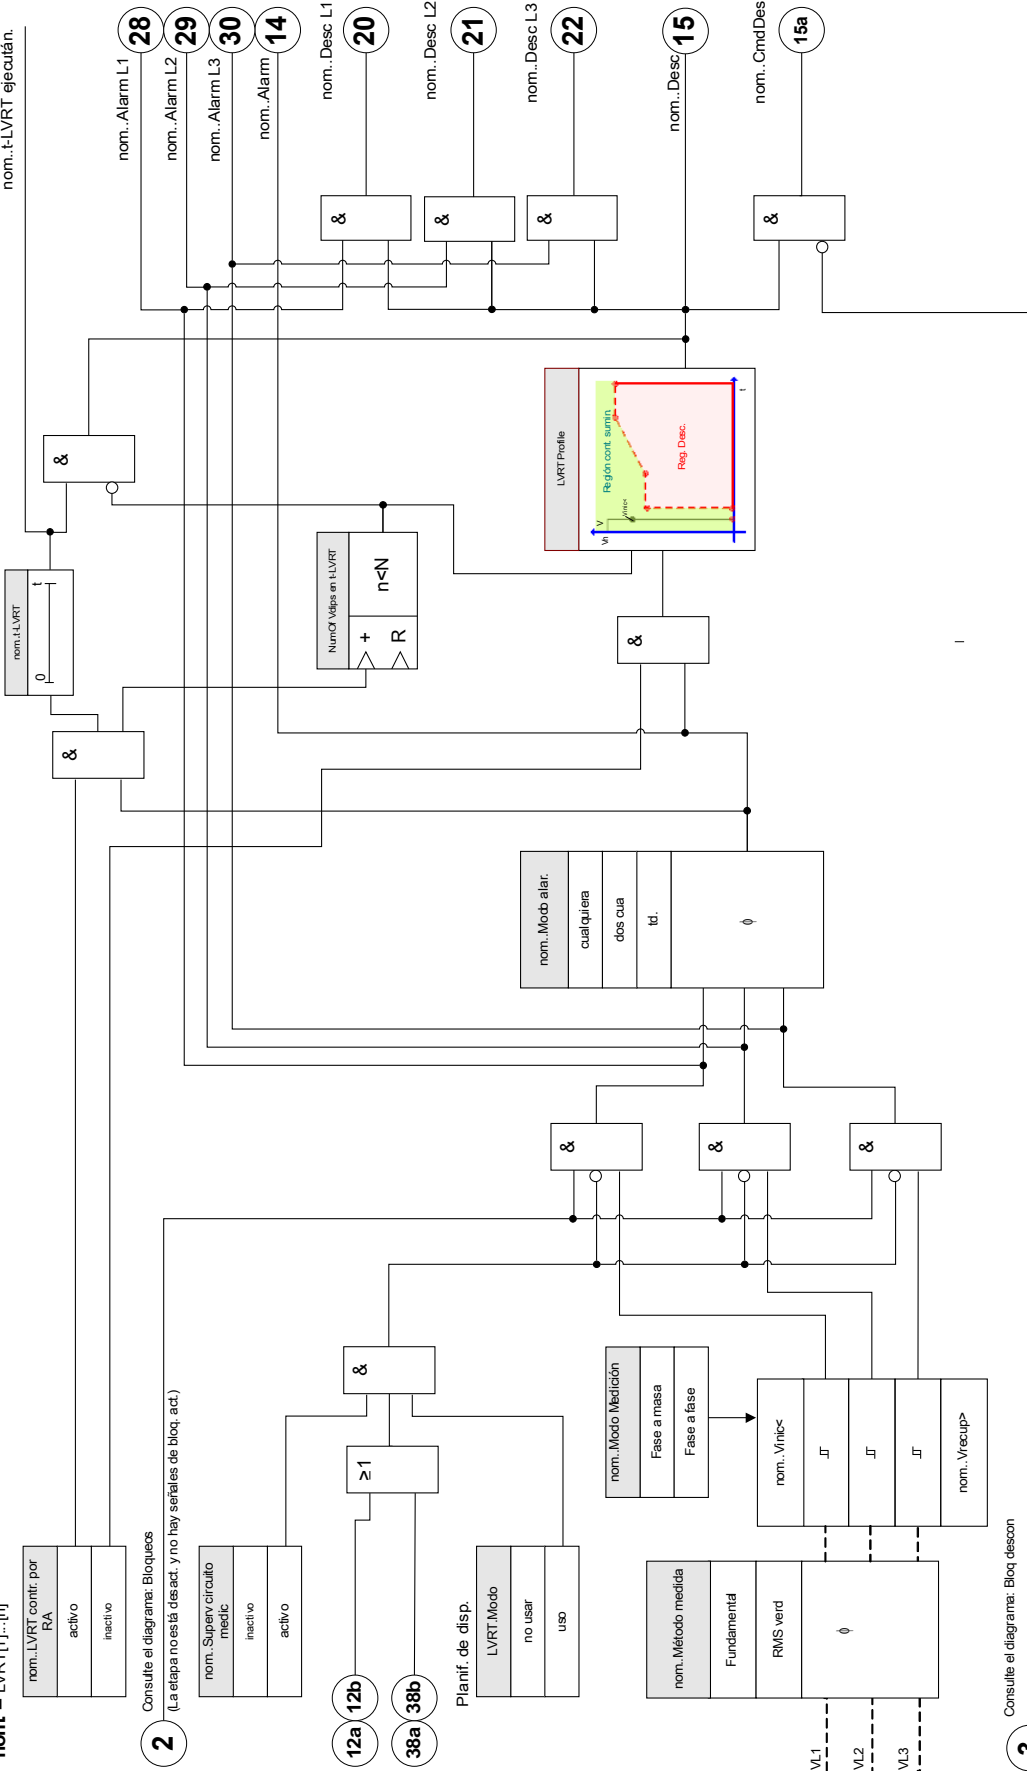 nom. = LVRT[1]...[n]
nom..LVRT contr. por
RA
activo
inactivo
2
Consulte el diagrama: Bloqueos
(La etapa no está desact. y no hay señales de bloq. act.)
nom..Superv circuito
medic
inactivo
activo
12a
12b
38a
38b
≥1
&
Planif. de disp.
LVRT.Modo
no usar
uso
nom..Modo Medición
Fase a masa
Fase a fase
nom..Método medida
Fundamental
RMS verd
ϕ
VL1
VL2
VL3
nom..Vinic<
nom..Vrecup>
Consulte el diagrama: Bloq descon
&
&
&
nom..Modo alar.
cualquiera
dos cua
td.
ϕ
&
nom..t-LVRT
0
t
NumOf Vdips en t-LVRT
+
R
n<N
&
&
LVRT Profile
Región cont. sumin.
Reg. Desc.
Vinic<
Vn
V
t
&
&
&
&
nom..t-LVRT ejecután.
nom..Alarm L1
28
nom..Alarm L2
29
nom..Alarm L3
30
nom..Alarm
14
nom..Desc L1
20
nom..Desc L2
21
nom..Desc L3
22
nom..Desc
15
nom..CmdDes
15a